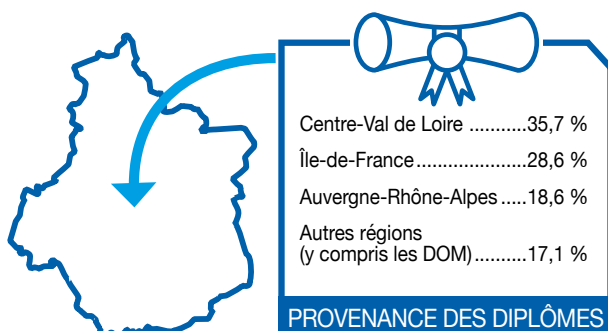 Centre-Val de Loire ...........35,7 %
Île-de-France......................28,6 %
Auvergne-Rhône-Alpes .....18,6 %
Autres régions
(y compris les DOM)..........17,1 %
PROVENANCE DES DIPLÔMES